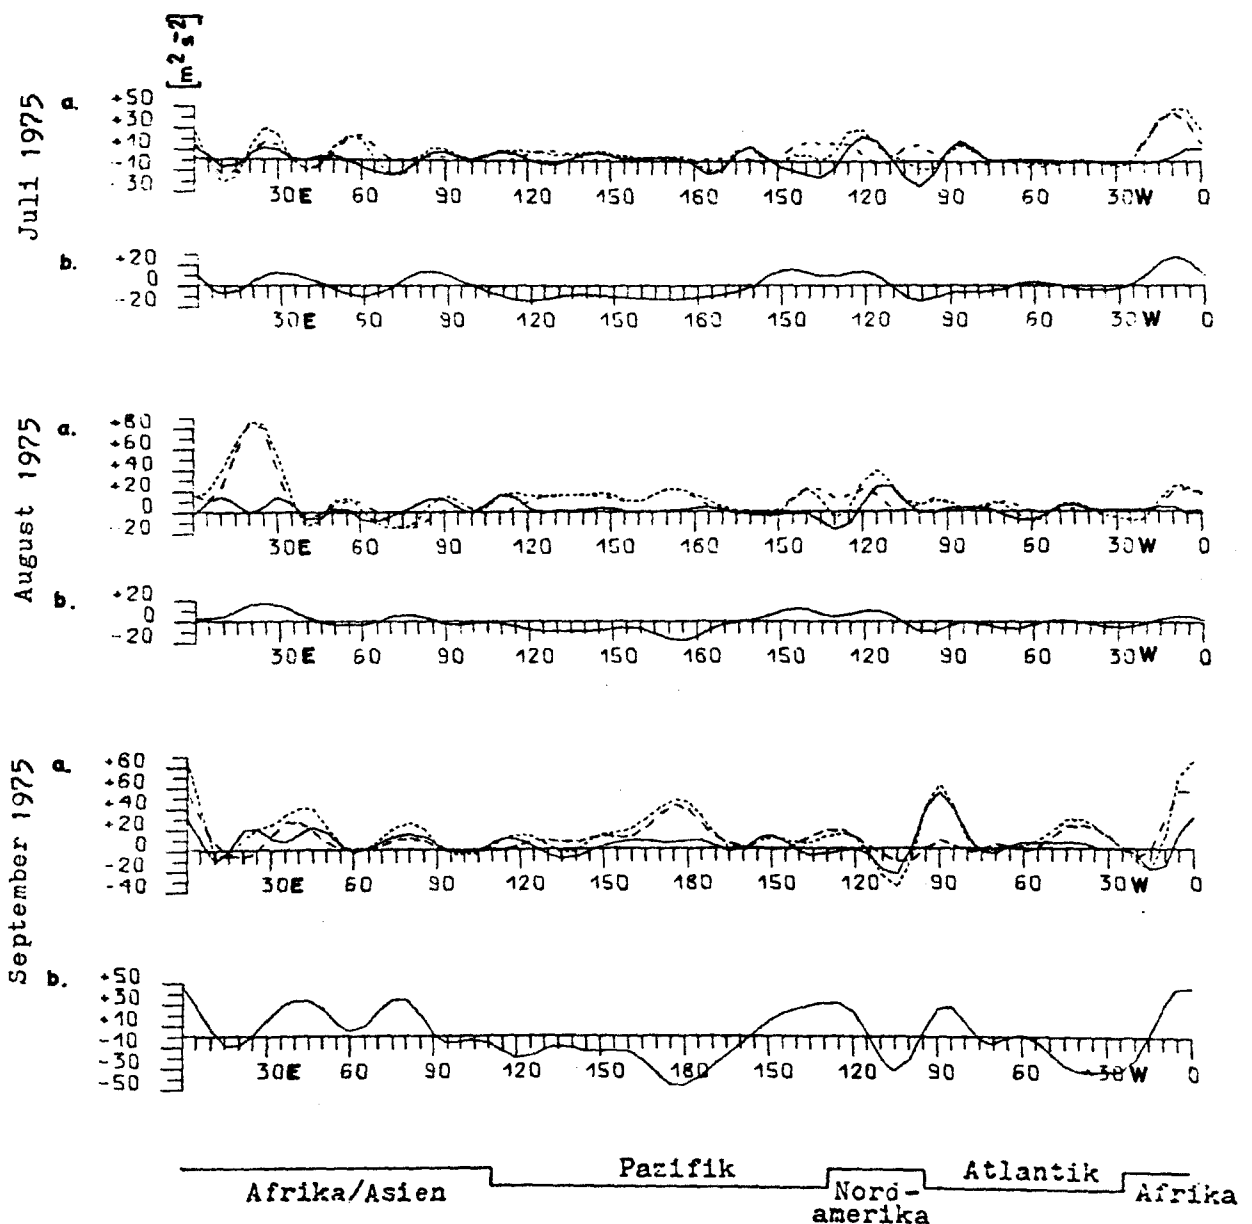 [m² s⁻²]
Juli 1975
a.
+50
+30
+10
-10
-30
30E 60 90 120 150 180 150 120 90 60 30W 0
b.
+20
0
-20
30E 60 90 120 150 160 150 120 90 60 30W 0
August 1975
a.
+80
+60
+40
+20
0
-20
30E 60 90 120 150 180 150 120 90 60 30W 0
b.
+20
0
-20
30E 60 90 120 150 180 150 120 90 60 30W 0
September 1975
a.
+60
+60
+40
+20
0
-20
-40
30E 60 90 120 150 180 150 120 90 60 30W 0
b.
+50
+30
+10
-10
-30
-50
30E 60 90 120 150 180 150 120 90 60 30W 0
Pazifik Atlantik
Afrika/Asien Nord- Afrika
amerika